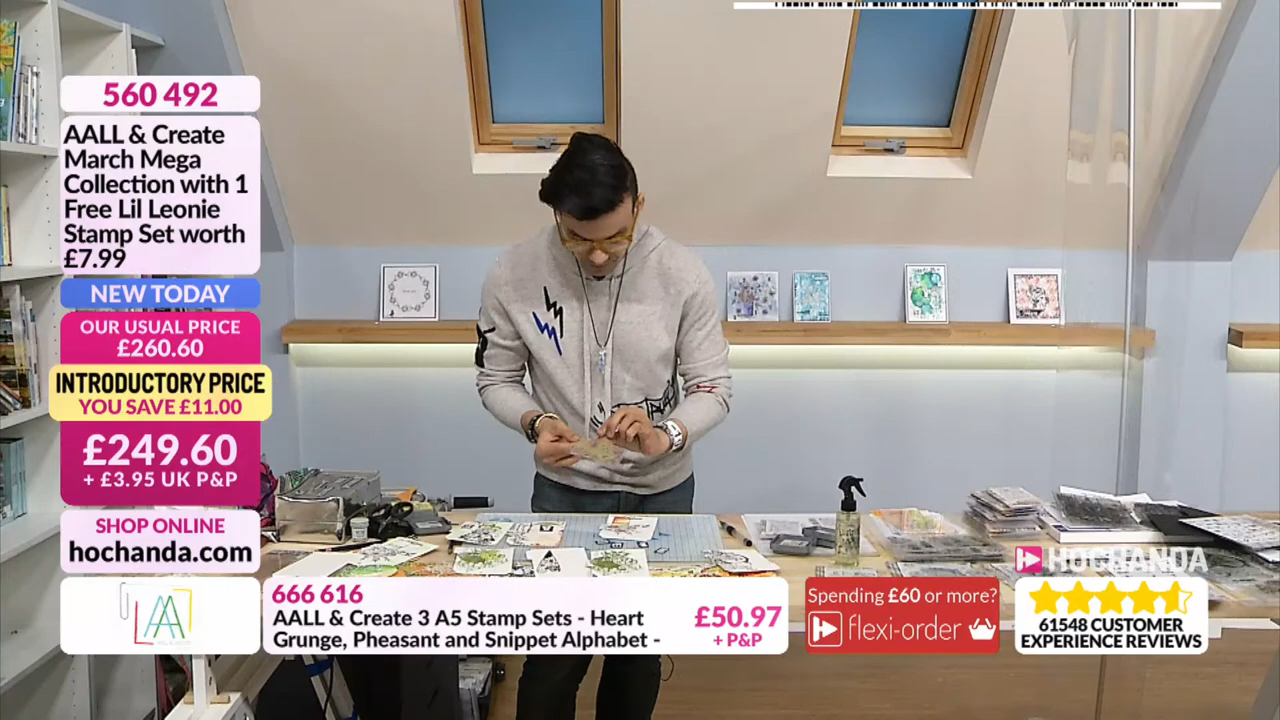 560 492
AALL & Create
March Mega
Collection with 1
Free Lil Leonie
Stamp Set worth
£7.99
NEW TODAY
OUR USUAL PRICE
£260.60
INTRODUCTORY PRICE
YOU SAVE £11.00
£249.60
+ £3.95 UK P&P
SHOP ONLINE
hochanda.com
666 616
AALL & Create 3 A5 Stamp Sets - Heart
Grunge, Pheasant and Snippet Alphabet -
£50.97
+ P&P
Spending £60 or more?
flexi-order
HOCHANDA
61548 CUSTOMER
EXPERIENCE REVIEWS